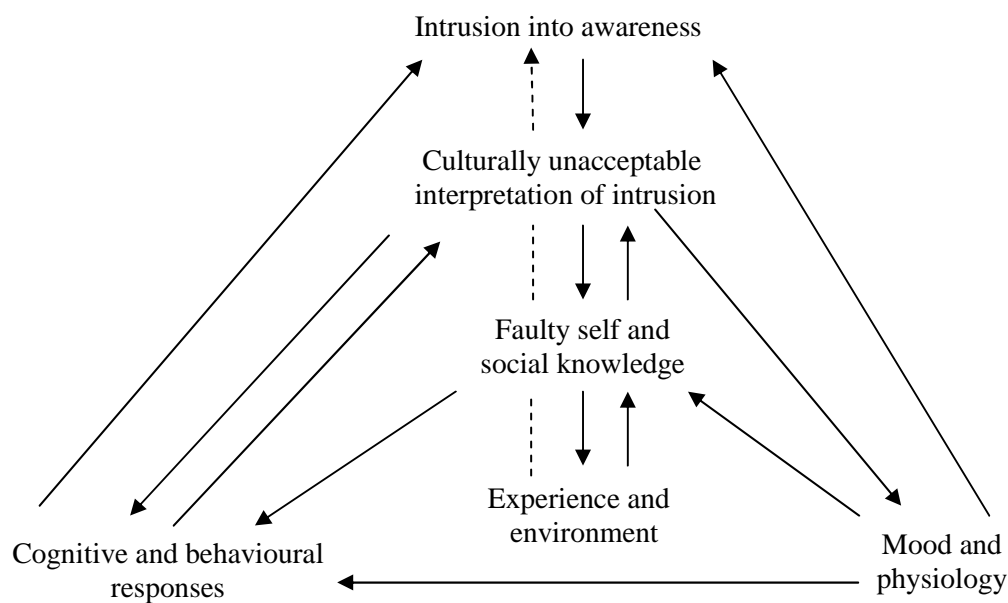 Intrusion into awareness
Culturally unacceptable
interpretation of intrusion
Faulty self and
social knowledge
Experience and
environment
Cognitive and behavioural
responses
Mood and
physiology